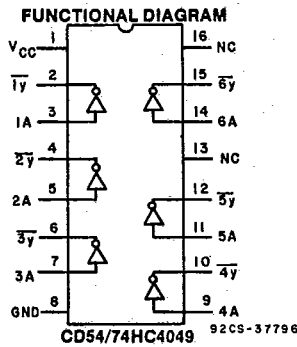 FUNCTIONAL DIAGRAM
VCC 1 16 NC
1y 2 15 6y
1A 3 14 6A
2y 4 13 NC
2A 5 12 5y
3y 6 11 5A
3A 7 10 4y
GND 8 9 4A
CD54/74HC4049
92CS-37796